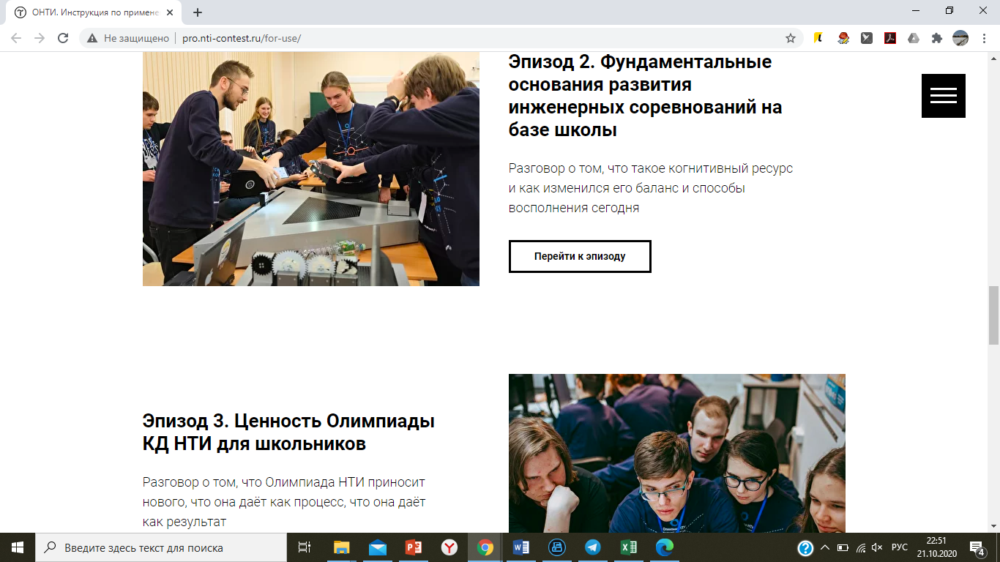 ОНТИ. Инструкция по примене
Не защищено
pro.nti-contest.ru/for-use/
Эпизод 2. Фундаментальные
основания развития
инженерных соревнований на
базе школы
Разговор о том, что такое когнитивный ресурс
и как изменился его баланс и способы
восполнения сегодня
Перейти к эпизоду
Эпизод 3. Ценность Олимпиады
КД НТИ для школьников
Разговор о том, что Олимпиада НТИ приносит
нового, что она даёт как процесс, что она даёт
как результат
Введите здесь текст для поиска
РУС
22:51
21.10.2020
4